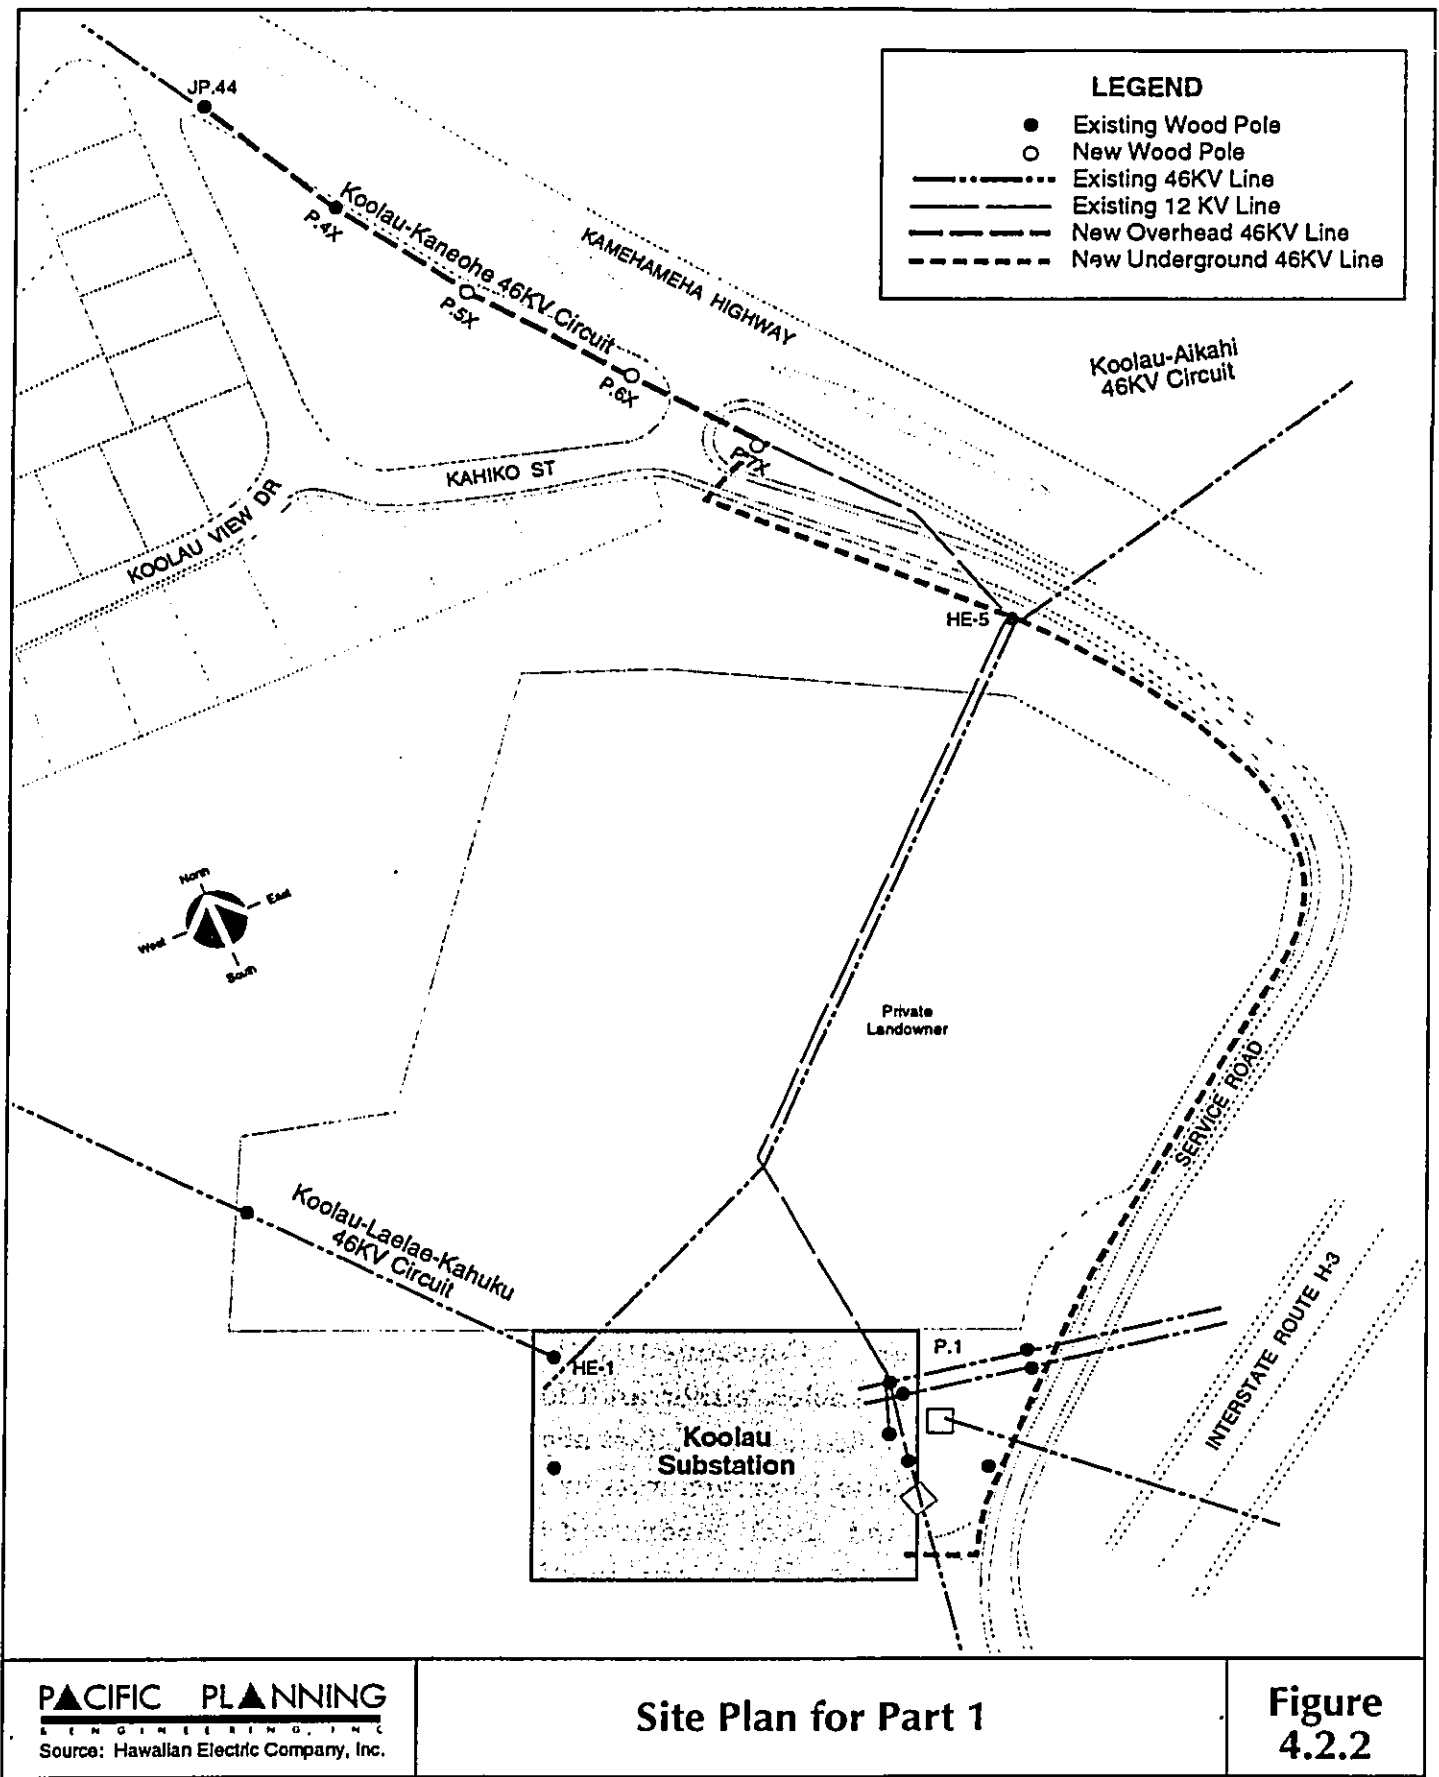 LEGEND
Existing Wood Pole
New Wood Pole
Existing 46KV Line
Existing 12 KV Line
New Overhead 46KV Line
New Underground 46KV Line
JP.44
P.4X
Koolau-Kaneohe 46KV Circuit
P.5X
P.6X
P.7X
KAMEHAMEHA HIGHWAY
Koolau-Aikahi
46KV Circuit
KAHIKO ST
KOOLAU VIEW DR
HE-5
North
East
West
South
Private
Landowner
SERVICE ROAD
Koolau-Laelae-Kahuku
46KV Circuit
INTERSTATE ROUTE H-3
P.1
HE-1
Koolau
Substation
PACIFIC PLANNING
& ENGINEERING, INC
Source: Hawaiian Electric Company, Inc.
Site Plan for Part 1
Figure
4.2.2